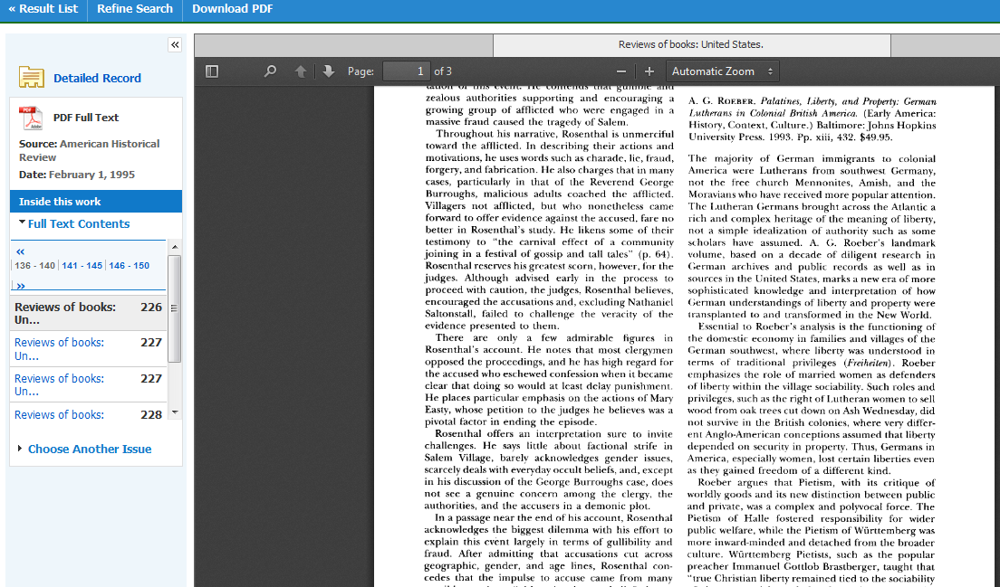 « Result List
Refine Search
Download PDF
«
Detailed Record
PDF Full Text
Source: American Historical
Review
Date: February 1, 1995
Inside this work
Full Text Contents
«
136 - 140 | 141 - 145 | 146 - 150
»
Reviews of books: Un... 226
Reviews of books: Un... 227
Reviews of books: Un... 227
Reviews of books: 228
Choose Another Issue
Reviews of books: United States.
Page: 1 of 3
Automatic Zoom
tation of this event. He contends that gullible and
zealous authorities supporting and encouraging a
growing group of afflicted who were engaged in a
massive fraud caused the tragedy of Salem.
Throughout his narrative, Rosenthal is unmerciful
toward the afflicted. In describing their actions and
motivations, he uses words such as charade, lie, fraud,
forgery, and fabrication. He also charges that in many
cases, particularly in that of the Reverend George
Burroughs, malicious adults coached the afflicted.
Villagers not afflicted, but who nonetheless came
forward to offer evidence against the accused, fare no
better in Rosenthal's study. He likens some of their
testimony to "the carnival effect of a community
joining in a festival of gossip and tall tales" (p. 64).
Rosenthal reserves his greatest scorn, however, for the
judges. Although advised early in the process to
proceed with caution, the judges, Rosenthal believes,
encouraged the accusations and, excluding Nathaniel
Saltonstall, failed to challenge the veracity of the
evidence presented to them.
There are only a few admirable figures in
Rosenthal's account. He notes that most clergymen
opposed the proceedings, and he has high regard for
the accused who eschewed confession when it became
clear that doing so would at least delay punishment.
He places particular emphasis on the actions of Mary
Easty, whose petition to the judges he believes was a
pivotal factor in ending the episode.
Rosenthal offers an interpretation sure to invite
challenges. He says little about factional strife in
Salem Village, barely acknowledges gender issues,
scarcely deals with everyday occult beliefs, and, except
in his discussion of the George Burroughs case, does
not see a genuine concern among the clergy, the
authorities, and the accusers in a demonic plot.
In a passage near the end of his account, Rosenthal
acknowledges the biggest dilemma with his effort to
explain this event largely in terms of gullibility and
fraud. After admitting that accusations cut across
geographic, gender, and age lines, Rosenthal con-
cedes that the impulse to accuse came from many
A. G. ROEBER. Palatines, Liberty, and Property: German
Lutherans in Colonial British America. (Early America:
History, Context, Culture.) Baltimore: Johns Hopkins
University Press. 1993. Pp. xiii, 432. $49.95.
The majority of German immigrants to colonial
America were Lutherans from southwest Germany,
not the free church Mennonites, Amish, and the
Moravians who have received more popular attention.
The Lutheran Germans brought across the Atlantic a
rich and complex heritage of the meaning of liberty,
not a simple idealization of authority such as some
scholars have assumed. A. G. Roeber's landmark
volume, based on a decade of diligent research in
German archives and public records as well as in
sources in the United States, marks a new era of more
sophisticated knowledge and interpretation of how
German understandings of liberty and property were
transplanted to and transformed in the New World.
Essential to Roeber's analysis is the functioning of
the domestic economy in families and villages of the
German southwest, where liberty was understood in
terms of traditional privileges (Freiheiten). Roeber
emphasizes the role of married women as defenders
of liberty within the village sociability. Such roles and
privileges, such as the right of Lutheran women to sell
wood from oak trees cut down on Ash Wednesday, did
not survive in the British colonies, where very differ-
ent Anglo-American conceptions assumed that liberty
depended on security in property. Thus, Germans in
America, especially women, lost certain liberties even
as they gained freedom of a different kind.
Roeber argues that Pietism, with its critique of
worldly goods and its new distinction between public
and private, was a complex and polyvocal force. The
Pietism of Halle fostered responsibility for wider
public welfare, while the Pietism of Württemberg was
more inward-minded and detached from the broader
culture. Württemberg Pietists, such as the popular
preacher Immanuel Gottlob Brastberger, taught that
"true Christian liberty remained tied to the sociability